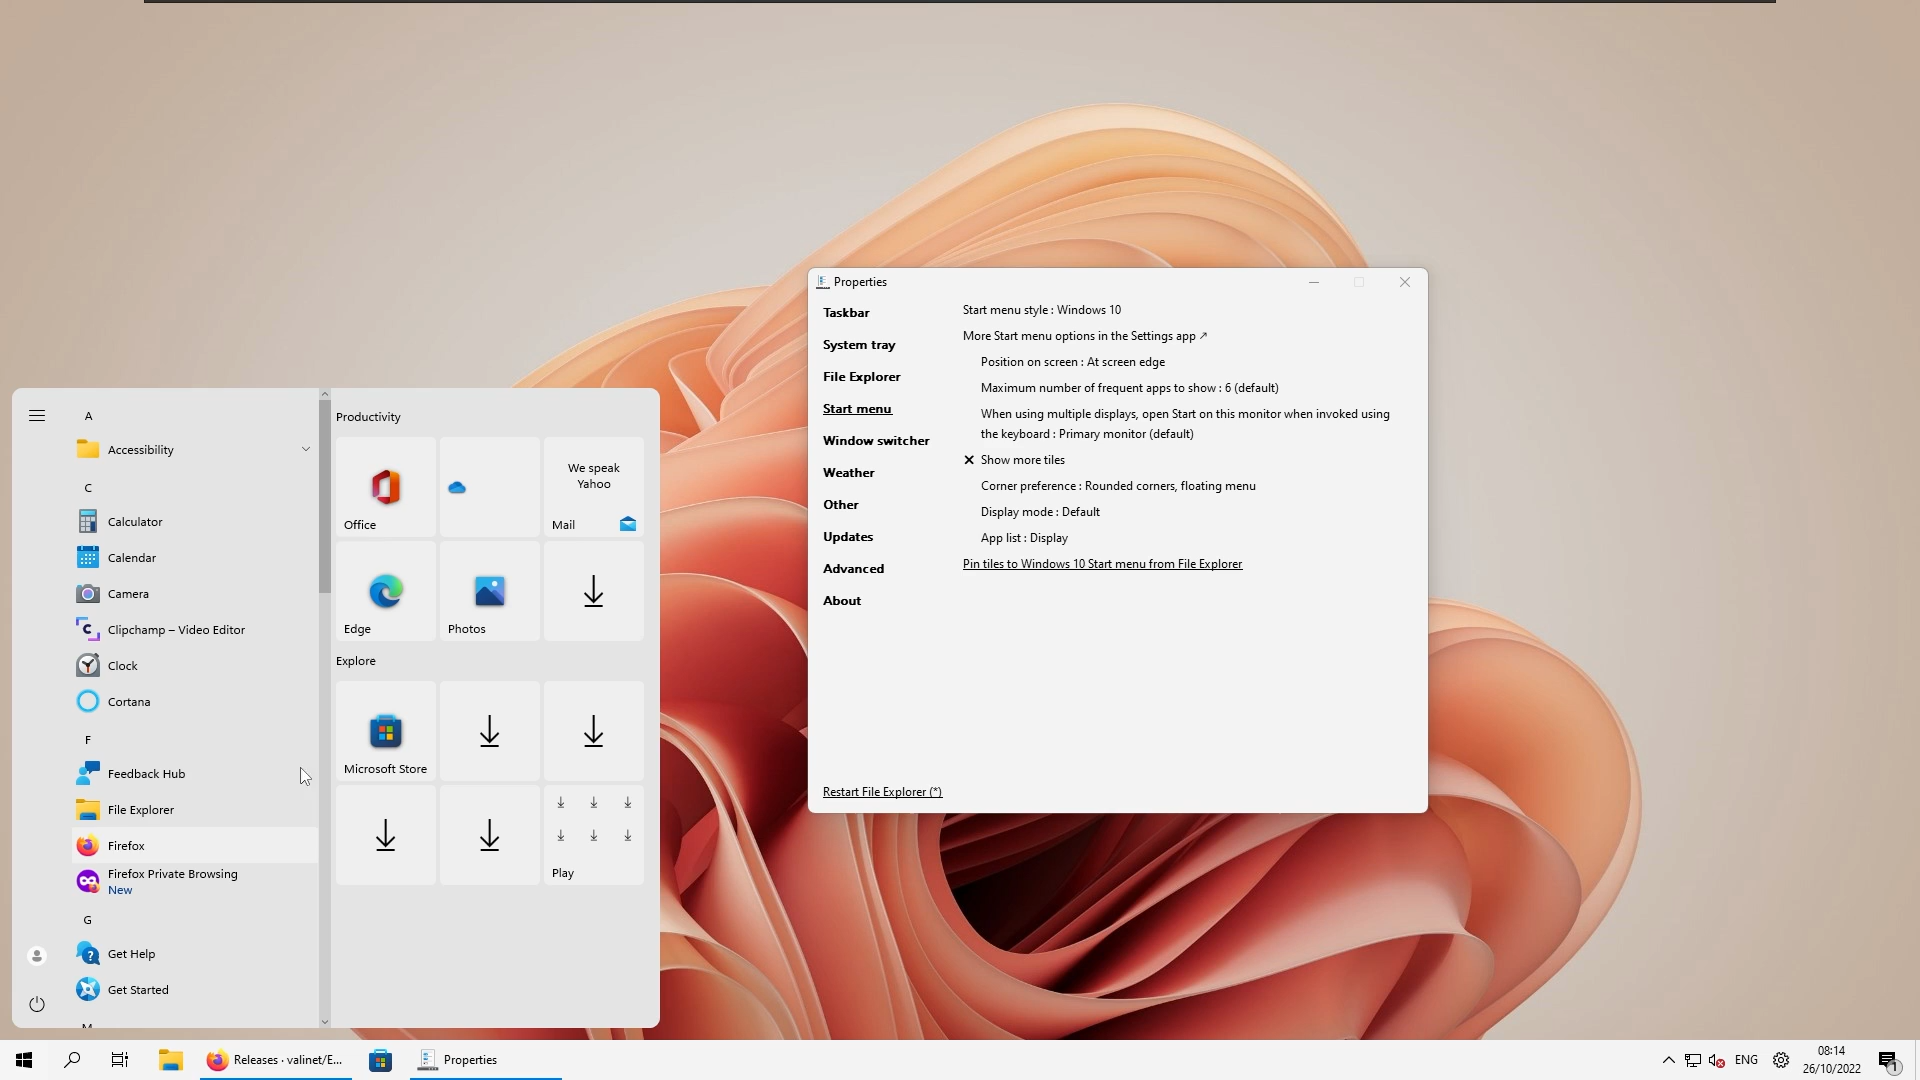 A
Accessibility
C
Calculator
Calendar
Camera
Clipchamp – Video Editor
Clock
Cortana
F
Feedback Hub
File Explorer
Firefox
Firefox Private Browsing
New
G
Get Help
Get Started
Productivity
Office
We speak
Yahoo
Mail
Edge
Photos
Explore
Microsoft Store
Play
Properties
Taskbar
System tray
File Explorer
Start menu
Window switcher
Weather
Other
Updates
Advanced
About
Start menu style : Windows 10
More Start menu options in the Settings app ↗
Position on screen : At screen edge
Maximum number of frequent apps to show : 6 (default)
When using multiple displays, open Start on this monitor when invoked using
the keyboard : Primary monitor (default)
Show more tiles
Corner preference : Rounded corners, floating menu
Display mode : Default
App list : Display
Pin tiles to Windows 10 Start menu from File Explorer
Restart File Explorer (*)
Releases · valinet/E...
Properties
ENG
08:14
26/10/2022
1